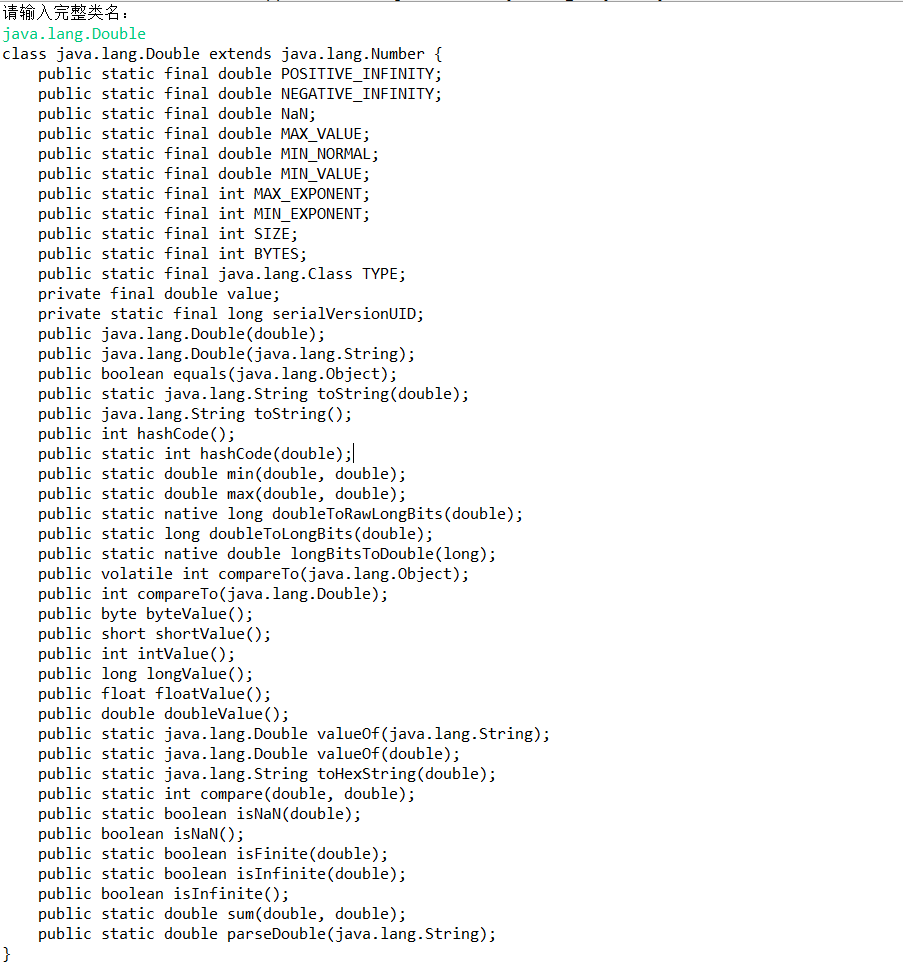 请输入完整类名：
java.lang.Double
class java.lang.Double extends java.lang.Number {
    public static final double POSITIVE_INFINITY;
    public static final double NEGATIVE_INFINITY;
    public static final double NaN;
    public static final double MAX_VALUE;
    public static final double MIN_NORMAL;
    public static final double MIN_VALUE;
    public static final int MAX_EXPONENT;
    public static final int MIN_EXPONENT;
    public static final int SIZE;
    public static final int BYTES;
    public static final java.lang.Class TYPE;
    private final double value;
    private static final long serialVersionUID;
    public java.lang.Double(double);
    public java.lang.Double(java.lang.String);
    public boolean equals(java.lang.Object);
    public static java.lang.String toString(double);
    public java.lang.String toString();
    public int hashCode();
    public static int hashCode(double);
    public static double min(double, double);
    public static double max(double, double);
    public static native long doubleToRawLongBits(double);
    public static long doubleToLongBits(double);
    public static native double longBitsToDouble(long);
    public volatile int compareTo(java.lang.Object);
    public int compareTo(java.lang.Double);
    public byte byteValue();
    public short shortValue();
    public int intValue();
    public long longValue();
    public float floatValue();
    public double doubleValue();
    public static java.lang.Double valueOf(java.lang.String);
    public static java.lang.Double valueOf(double);
    public static java.lang.String toHexString(double);
    public static int compare(double, double);
    public static boolean isNaN(double);
    public boolean isNaN();
    public static boolean isFinite(double);
    public static boolean isInfinite(double);
    public boolean isInfinite();
    public static double sum(double, double);
    public static double parseDouble(java.lang.String);
}